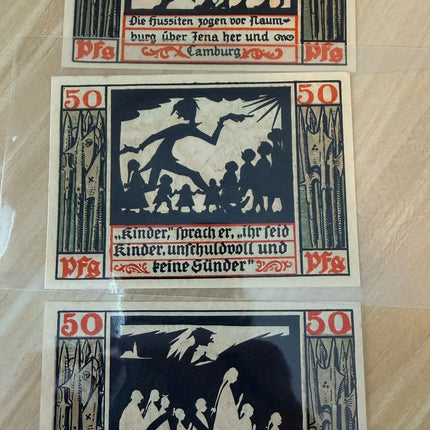 Die Hussiten zogen vor Naum-
burg über Jena her und
Pfg Camburg
50 50
„Kinder,“ sprach er, „ihr seid
Kinder, unschuldvoll und
Pfg keine Sünder“ Pfg
50 50